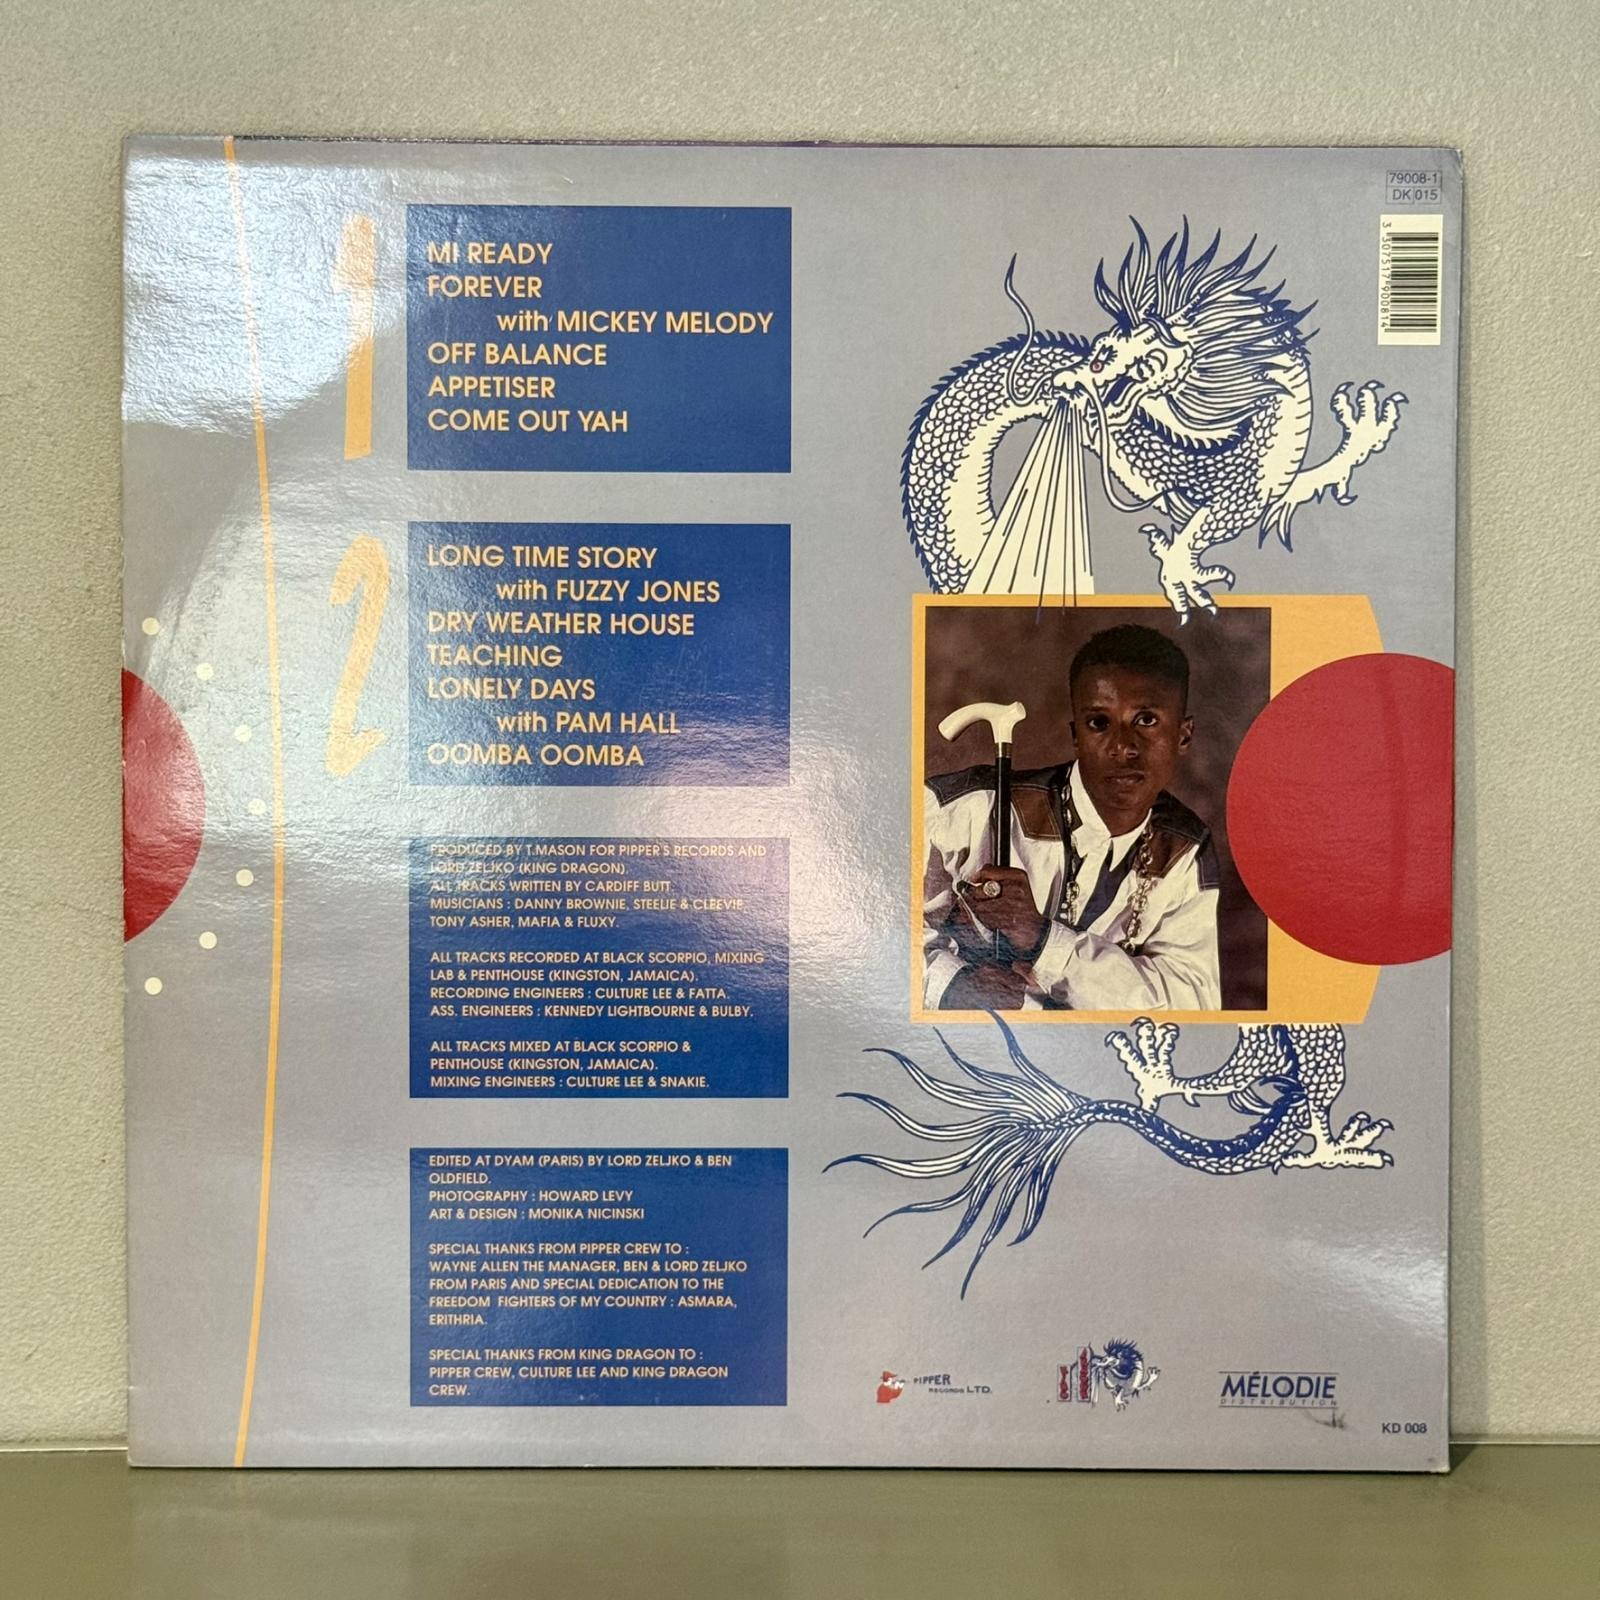 79008-1
DK 015
3 307517 900814
1
MI READY
FOREVER
with MICKEY MELODY
OFF BALANCE
APPETISER
COME OUT YAH
2
LONG TIME STORY
with FUZZY JONES
DRY WEATHER HOUSE
TEACHING
LONELY DAYS
with PAM HALL
OOMBA OOMBA
PRODUCED BY T.MASON FOR PIPPER'S RECORDS AND
LORD ZELJKO (KING DRAGON).
ALL TRACKS WRITTEN BY CARDIFF BUTT.
MUSICIANS : DANNY BROWNIE, STEELIE & CLEEVIE,
TONY ASHER, MAFIA & FLUXY.
ALL TRACKS RECORDED AT BLACK SCORPIO, MIXING
LAB & PENTHOUSE (KINGSTON, JAMAICA).
RECORDING ENGINEERS : CULTURE LEE & FATTA.
ASS. ENGINEERS : KENNEDY LIGHTBOURNE & BULBY.
ALL TRACKS MIXED AT BLACK SCORPIO &
PENTHOUSE (KINGSTON, JAMAICA).
MIXING ENGINEERS : CULTURE LEE & SNAKIE.
EDITED AT DYAM (PARIS) BY LORD ZELJKO & BEN
OLDFIELD.
PHOTOGRAPHY : HOWARD LEVY
ART & DESIGN : MONIKA NICINSKI
SPECIAL THANKS FROM PIPPER CREW TO :
WAYNE ALLEN THE MANAGER, BEN & LORD ZELJKO
FROM PARIS AND SPECIAL DEDICATION TO THE
FREEDOM FIGHTERS OF MY COUNTRY : ASMARA,
ERITHRIA.
SPECIAL THANKS FROM KING DRAGON TO :
PIPPER CREW, CULTURE LEE AND KING DRAGON
CREW.
PIPPER
RECORDS LTD.
MÉLODIE
DISTRIBUTION
KD 008